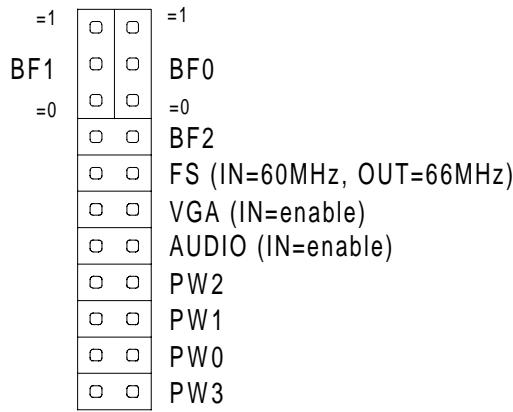 =1 =1
BF1 BF0
=0 =0
BF2
FS (IN=60MHz, OUT=66MHz)
VGA (IN=enable)
AUDIO (IN=enable)
PW2
PW1
PW0
PW3